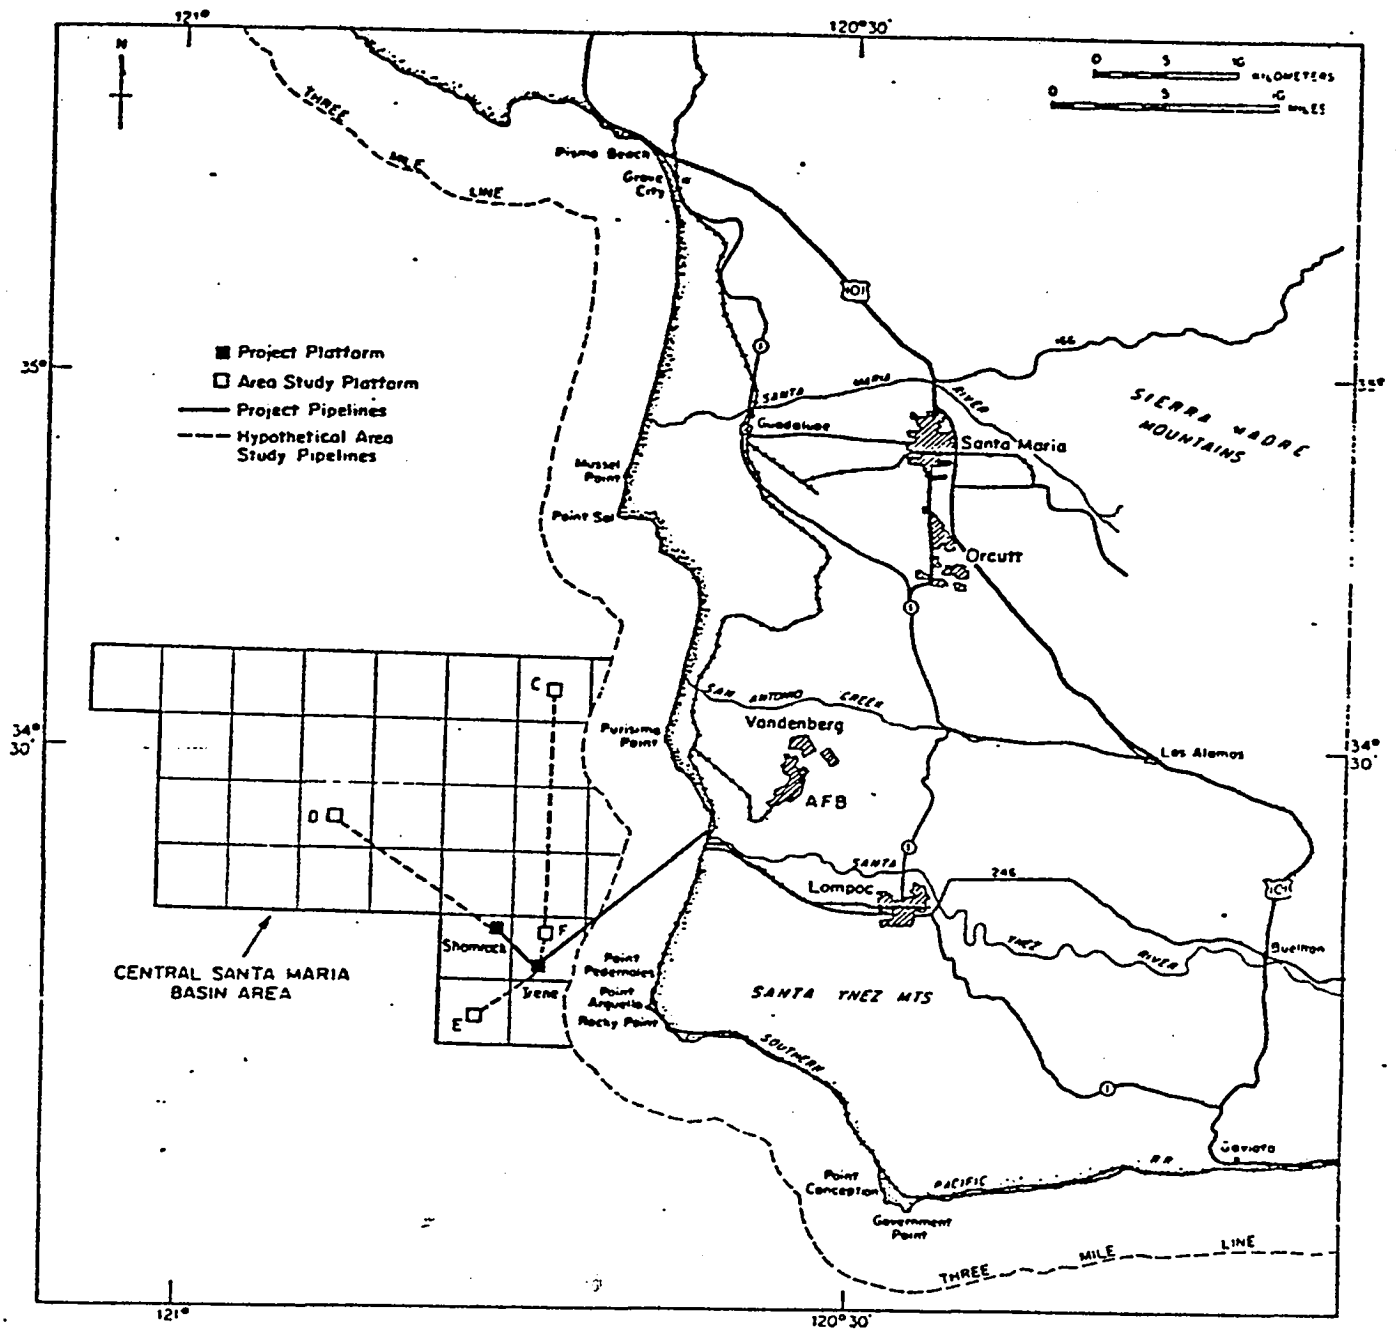 121°
120°30'
N
0 5 10
KILOMETERS
0 5 10
MILES
THREE
MILE
LINE
Pismo Beach
Grove
City
101
166
35°
35°
Project Platform
Area Study Platform
Project Pipelines
Hypothetical Area
Study Pipelines
1
SANTA MARIA RIVER
Guadalupe
Santa Maria
SIERRA MADRE
MOUNTAINS
Mussel
Point
Point Sal
Orcutt
1
C
SAN ANTONIO CREEK
Purisima
Point
Vandenberg
AFB
Los Alamos
34°
30'
34°
30'
D
1
SANTA
YNEZ
RIVER
Lompoc
246
101
Buellton
Shamrock
F
Irene
E
CENTRAL SANTA MARIA
BASIN AREA
Point
Pedernales
Point
Arguello
Rocky Point
SANTA YNEZ MTS
SOUTHERN
PACIFIC
RR
1
Gaviota
Point
Conception
Government
Point
THREE
MILE
LINE
121°
120°30'